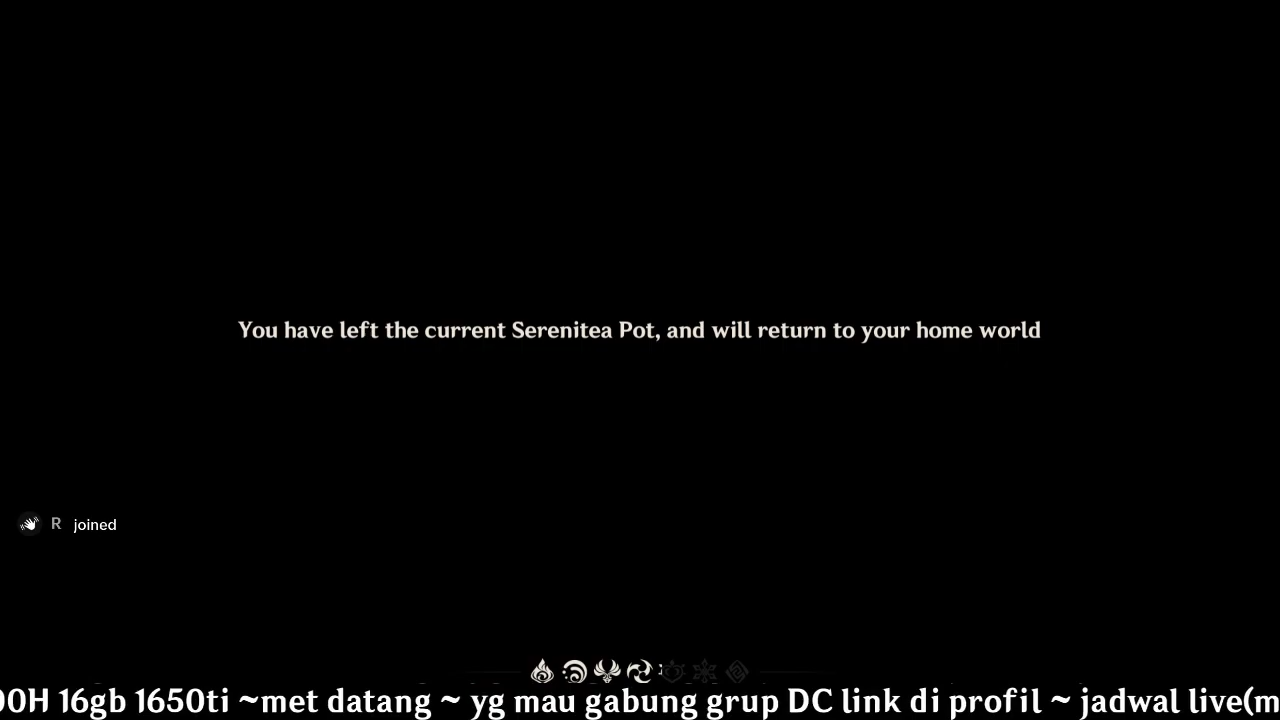 You have left the current Serenitea Pot, and will return to your home world
R joined
00H 16gb 1650ti ~met datang ~ yg mau gabung grup DC link di profil ~ jadwal live(m